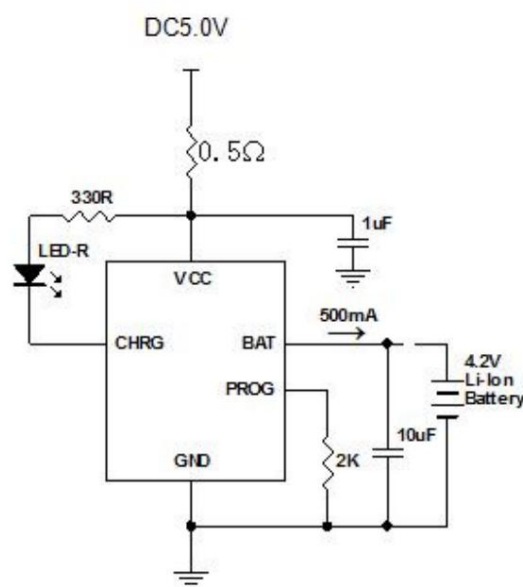 DC5.0V
0.5Ω
330R
1uF
LED-R
VCC
500mA
CHRG
BAT
4.2V
Li-Ion
Battery
PROG
10uF
2K
GND